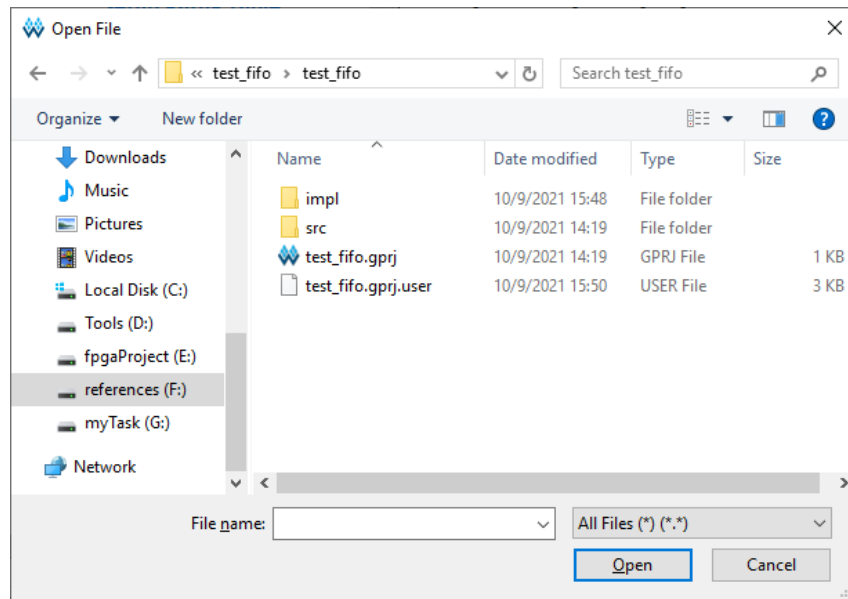 Open File
« test_fifo > test_fifo
Search test_fifo
Organize
New folder
?
Downloads
Music
Pictures
Videos
Local Disk (C:)
Tools (D:)
fpgaProject (E:)
references (F:)
myTask (G:)
Network
Name Date modified Type Size
impl 10/9/2021 15:48 File folder
src 10/9/2021 14:19 File folder
test_fifo.gprj 10/9/2021 14:19 GPRJ File 1 KB
test_fifo.gprj.user 10/9/2021 15:50 USER File 3 KB
File name:
All Files (*) (*.*)
Open
Cancel